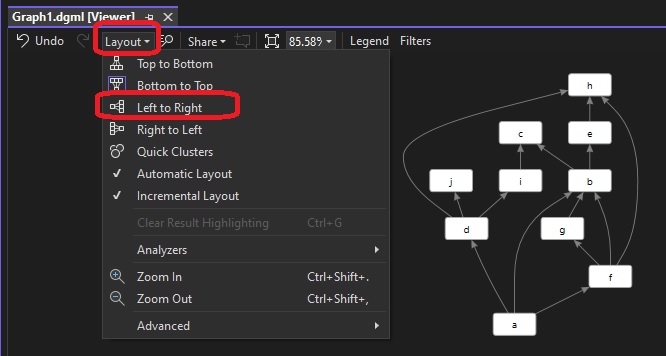 Graph1.dgml [Viewer]
Undo Layout Share 85.589 Legend Filters
Top to Bottom
Bottom to Top
Left to Right
Right to Left
Quick Clusters
Automatic Layout
Incremental Layout
Clear Result Highlighting Ctrl+G
Analyzers
Zoom In Ctrl+Shift+.
Zoom Out Ctrl+Shift+,
Advanced
h
c e
j i b
d g
f
a